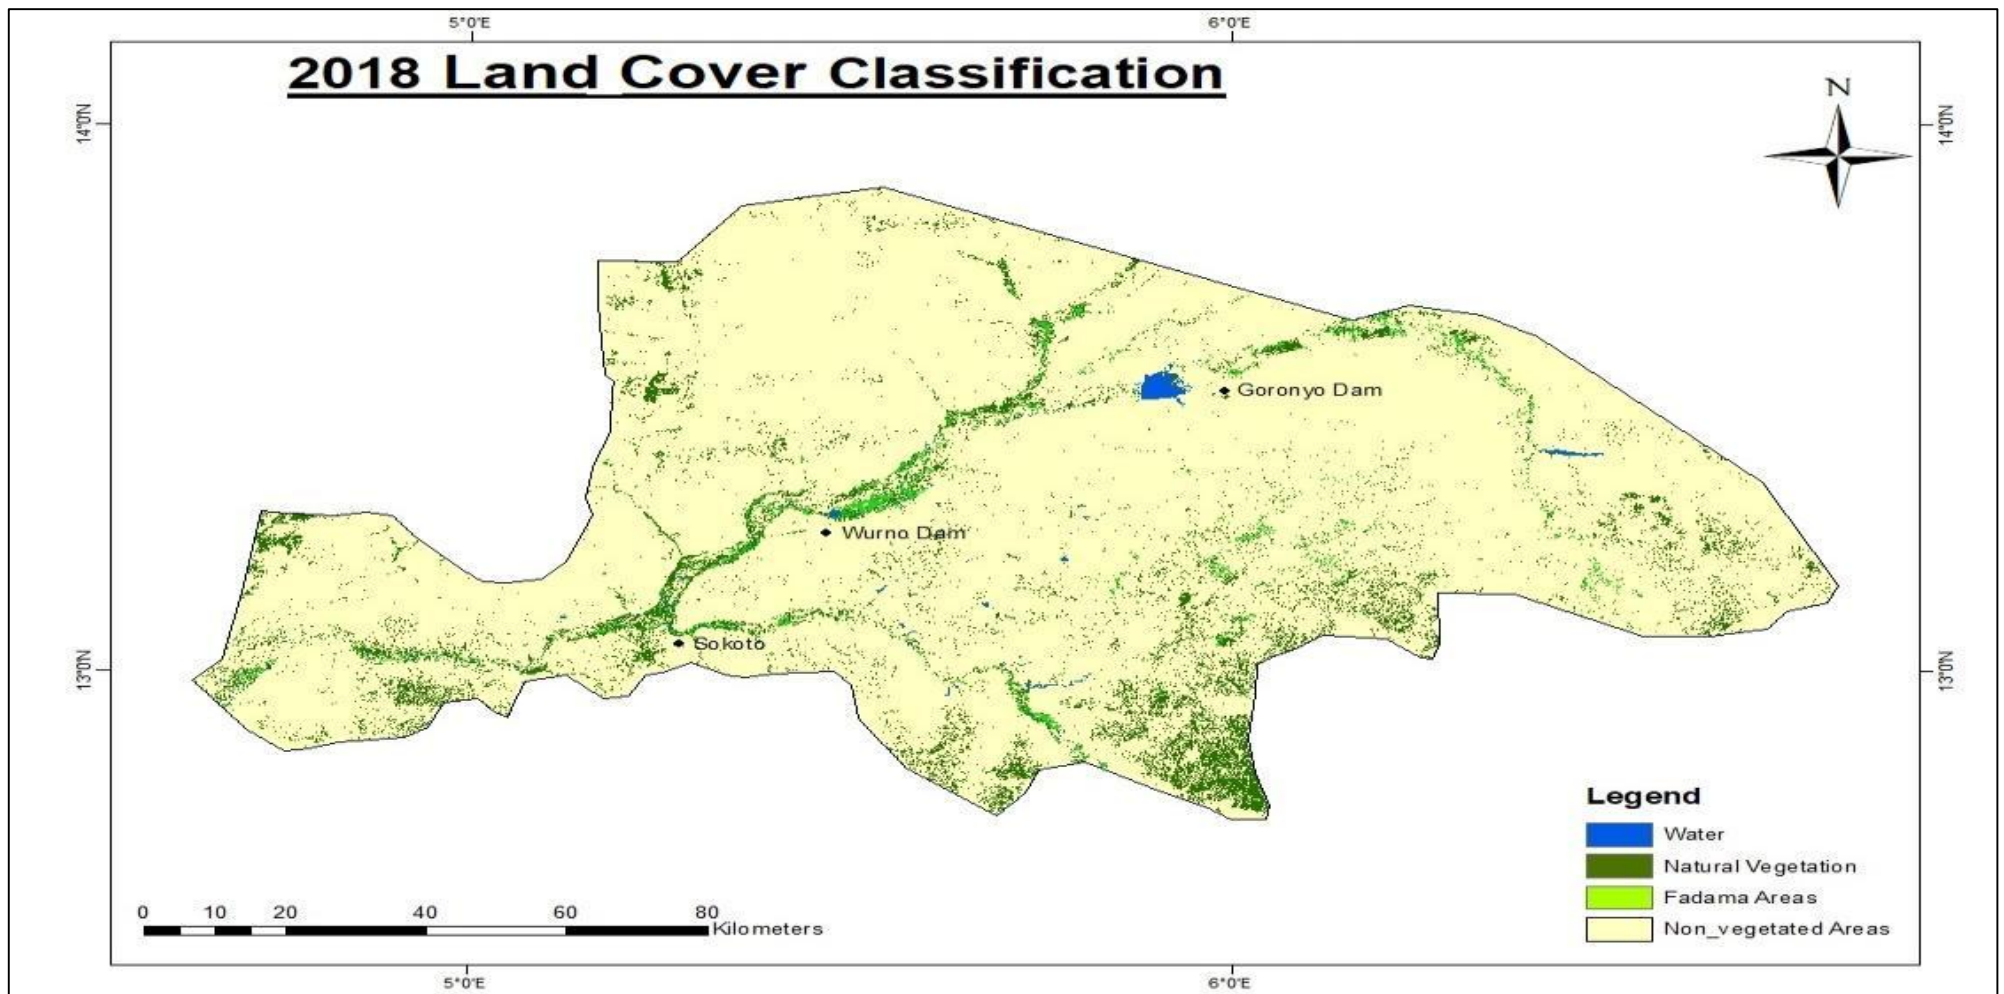 5°0'E 6°0'E
2018 Land Cover Classification
N
14°0'N 14°0'N
Goronyo Dam
Wurno Dam
Sokoto
13°0'N 13°0'N
Legend
Water
Natural Vegetation
Fadama Areas
Non_vegetated Areas
0 10 20 40 60 80
Kilometers
5°0'E 6°0'E